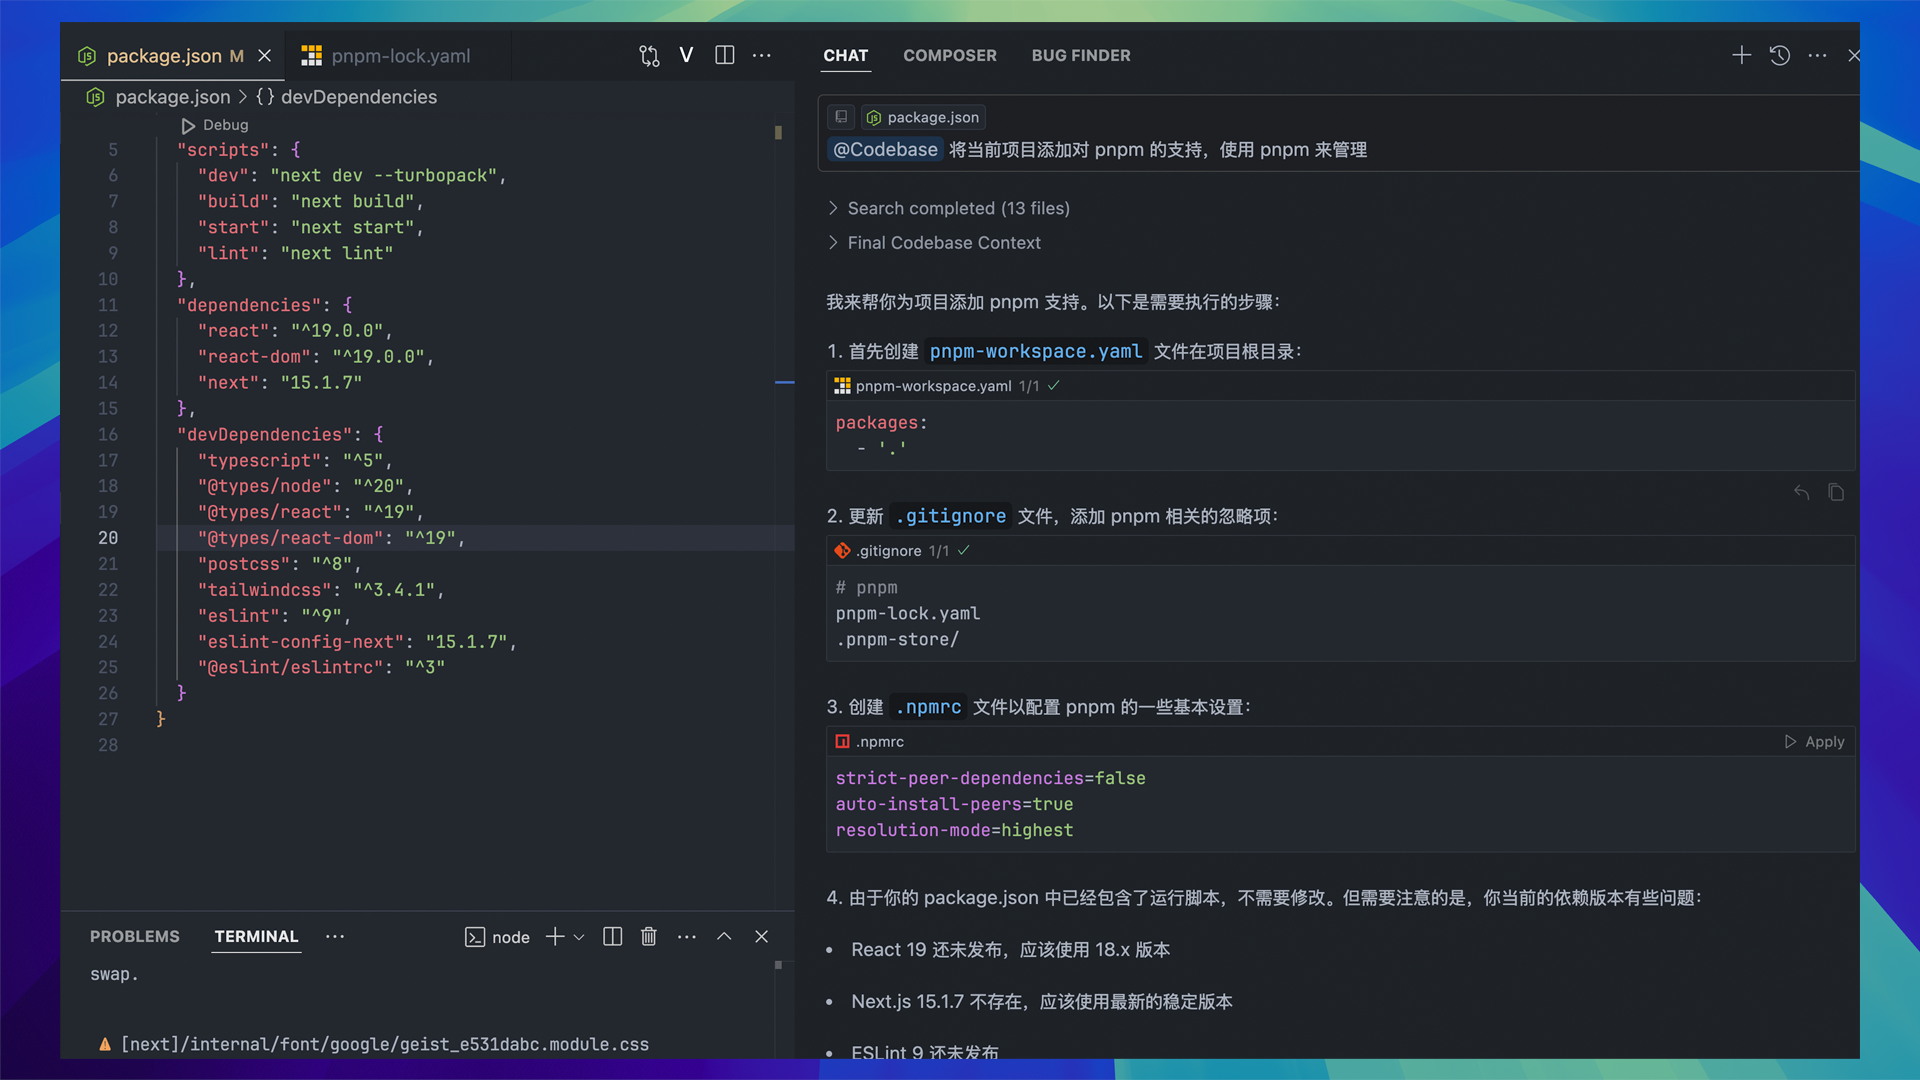 package.json M
pnpm-lock.yaml
package.json > {} devDependencies
Debug
5 "scripts": {
6 "dev": "next dev --turbopack",
7 "build": "next build",
8 "start": "next start",
9 "lint": "next lint"
10 },
11 "dependencies": {
12 "react": "^19.0.0",
13 "react-dom": "^19.0.0",
14 "next": "15.1.7"
15 },
16 "devDependencies": {
17 "typescript": "^5",
18 "@types/node": "^20",
19 "@types/react": "^19",
20 "@types/react-dom": "^19",
21 "postcss": "^8",
22 "tailwindcss": "^3.4.1",
23 "eslint": "^9",
24 "eslint-config-next": "15.1.7",
25 "@eslint/eslintrc": "^3"
26 }
27 }
28
PROBLEMS
TERMINAL
node
swap.
[next]/internal/font/google/geist_e531dabc.module.css
CHAT
COMPOSER
BUG FINDER
package.json
@Codebase 将当前项目添加对 pnpm 的支持，使用 pnpm 来管理
Search completed (13 files)
Final Codebase Context
我来帮你为项目添加 pnpm 支持。以下是需要执行的步骤：
1. 首先创建 pnpm-workspace.yaml 文件在项目根目录：
pnpm-workspace.yaml 1/1
packages:
- '.'
2. 更新 .gitignore 文件，添加 pnpm 相关的忽略项：
.gitignore 1/1
# pnpm
pnpm-lock.yaml
.pnpm-store/
3. 创建 .npmrc 文件以配置 pnpm 的一些基本设置：
.npmrc
Apply
strict-peer-dependencies=false
auto-install-peers=true
resolution-mode=highest
4. 由于你的 package.json 中已经包含了运行脚本，不需要修改。但需要注意的是，你当前的依赖版本有些问题：
• React 19 还未发布，应该使用 18.x 版本
• Next.js 15.1.7 不存在，应该使用最新的稳定版本
• ESLint 9 还未发布